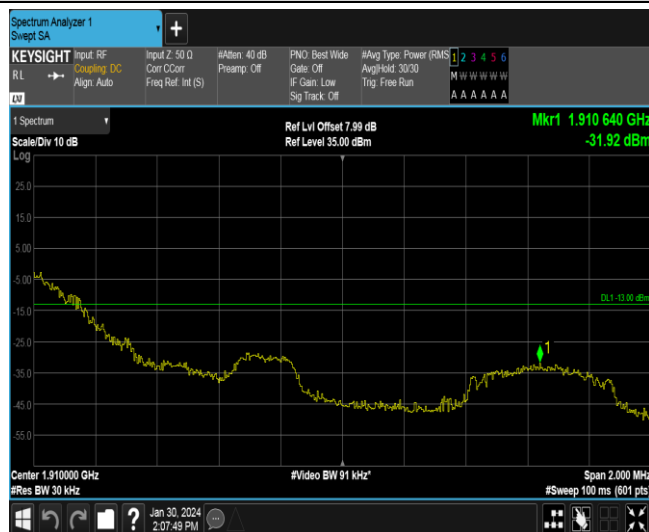 Spectrum Analyzer 1
Swept SA
+
KEYSIGHT
RL
Input: RF
Coupling: DC
Align: Auto
Input Z: 50 Ω
Corr CCorr
Freq Ref: Int (S)
#Atten: 40 dB
Preamp: Off
PNO: Best Wide
Gate: Off
IF Gain: Low
Sig Track: Off
#Avg Type: Power (RMS
Avg|Hold: 30/30
Trig: Free Run
1 2 3 4 5 6
M W W W W W
A A A A A A
LXI
1 Spectrum
Scale/Div 10 dB
Log
Ref Lvl Offset 7.99 dB
Ref Level 35.00 dBm
Mkr1 1.910 640 GHz
-31.92 dBm
25.0
15.0
5.00
-5.00
-15.0
-25.0
-35.0
-45.0
-55.0
DL1 -13.00 dBm
1
Center 1.910000 GHz
#Res BW 30 kHz
#Video BW 91 kHz*
Span 2.000 MHz
#Sweep 100 ms (601 pts)
?
Jan 30, 2024
2:07:49 PM